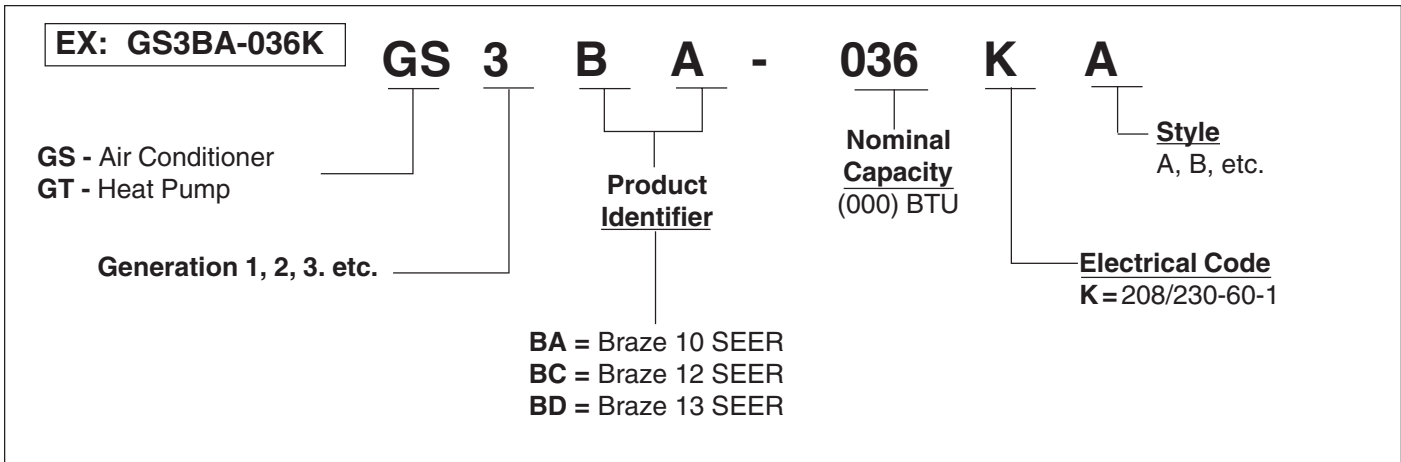 EX: GS3BA-036K
GS 3 B A - 036 K A
GS - Air Conditioner
GT - Heat Pump
Generation 1, 2, 3. etc.
Product
Identifier
BA = Braze 10 SEER
BC = Braze 12 SEER
BD = Braze 13 SEER
Nominal
Capacity
(000) BTU
Style
A, B, etc.
Electrical Code
K = 208/230-60-1